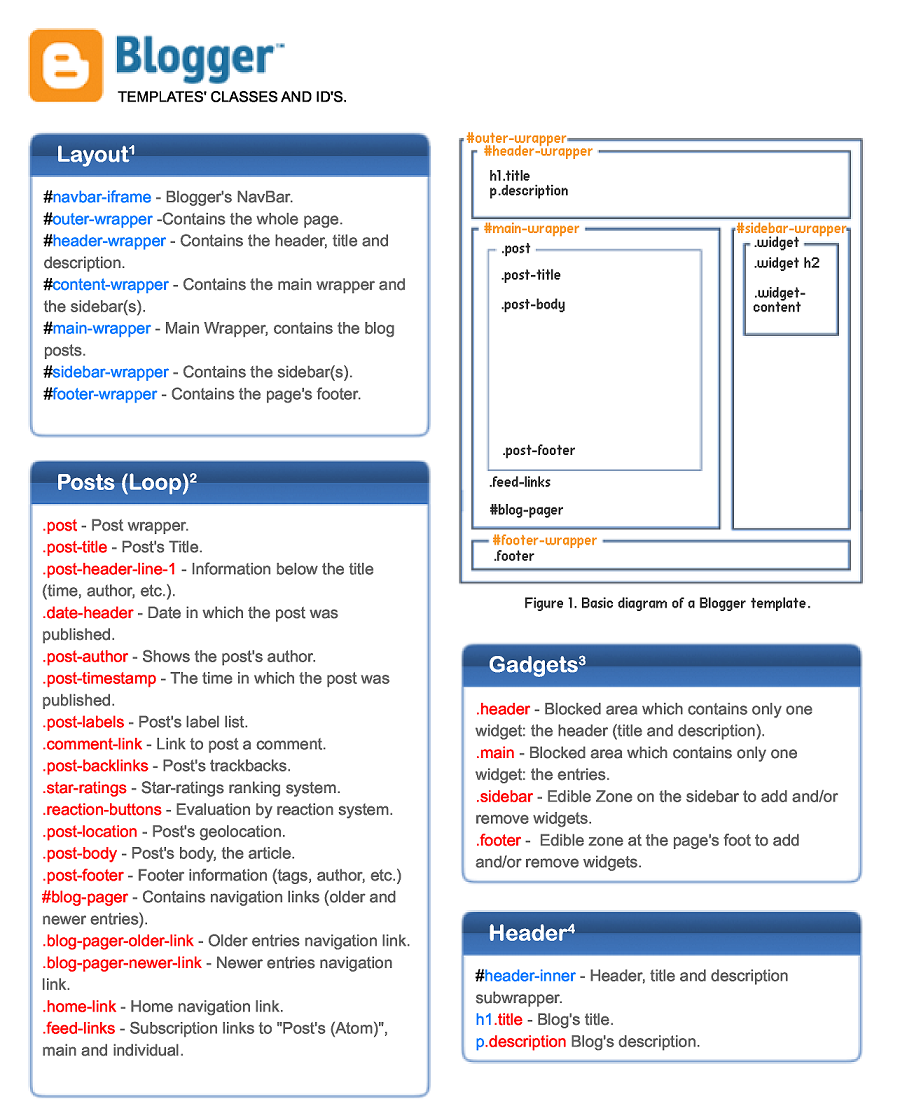 Blogger™
TEMPLATES' CLASSES AND ID'S.
Layout¹
#navbar-iframe - Blogger's NavBar.
#outer-wrapper -Contains the whole page.
#header-wrapper - Contains the header, title and
description.
#content-wrapper - Contains the main wrapper and
the sidebar(s).
#main-wrapper - Main Wrapper, contains the blog
posts.
#sidebar-wrapper - Contains the sidebar(s).
#footer-wrapper - Contains the page's footer.
Posts (Loop)²
.post - Post wrapper.
.post-title - Post's Title.
.post-header-line-1 - Information below the title
(time, author, etc.).
.date-header - Date in which the post was
published.
.post-author - Shows the post's author.
.post-timestamp - The time in which the post was
published.
.post-labels - Post's label list.
.comment-link - Link to post a comment.
.post-backlinks - Post's trackbacks.
.star-ratings - Star-ratings ranking system.
.reaction-buttons - Evaluation by reaction system.
.post-location - Post's geolocation.
.post-body - Post's body, the article.
.post-footer - Footer information (tags, author, etc.)
#blog-pager - Contains navigation links (older and
newer entries).
.blog-pager-older-link - Older entries navigation link.
.blog-pager-newer-link - Newer entries navigation
link.
.home-link - Home navigation link.
.feed-links - Subscription links to "Post's (Atom)",
main and individual.
#outer-wrapper
#header-wrapper
h1.title
p.description
#main-wrapper
.post
.post-title
.post-body
.post-footer
.feed-links
#blog-pager
#sidebar-wrapper
.widget
.widget h2
.widget-
content
#footer-wrapper
.footer
Figure 1. Basic diagram of a Blogger template.
Gadgets³
.header - Blocked area which contains only one
widget: the header (title and description).
.main - Blocked area which contains only one
widget: the entries.
.sidebar - Edible Zone on the sidebar to add and/or
remove widgets.
.footer -  Edible zone at the page's foot to add
and/or remove widgets.
Header⁴
#header-inner - Header, title and description
subwrapper.
h1.title - Blog's title.
p.description Blog's description.